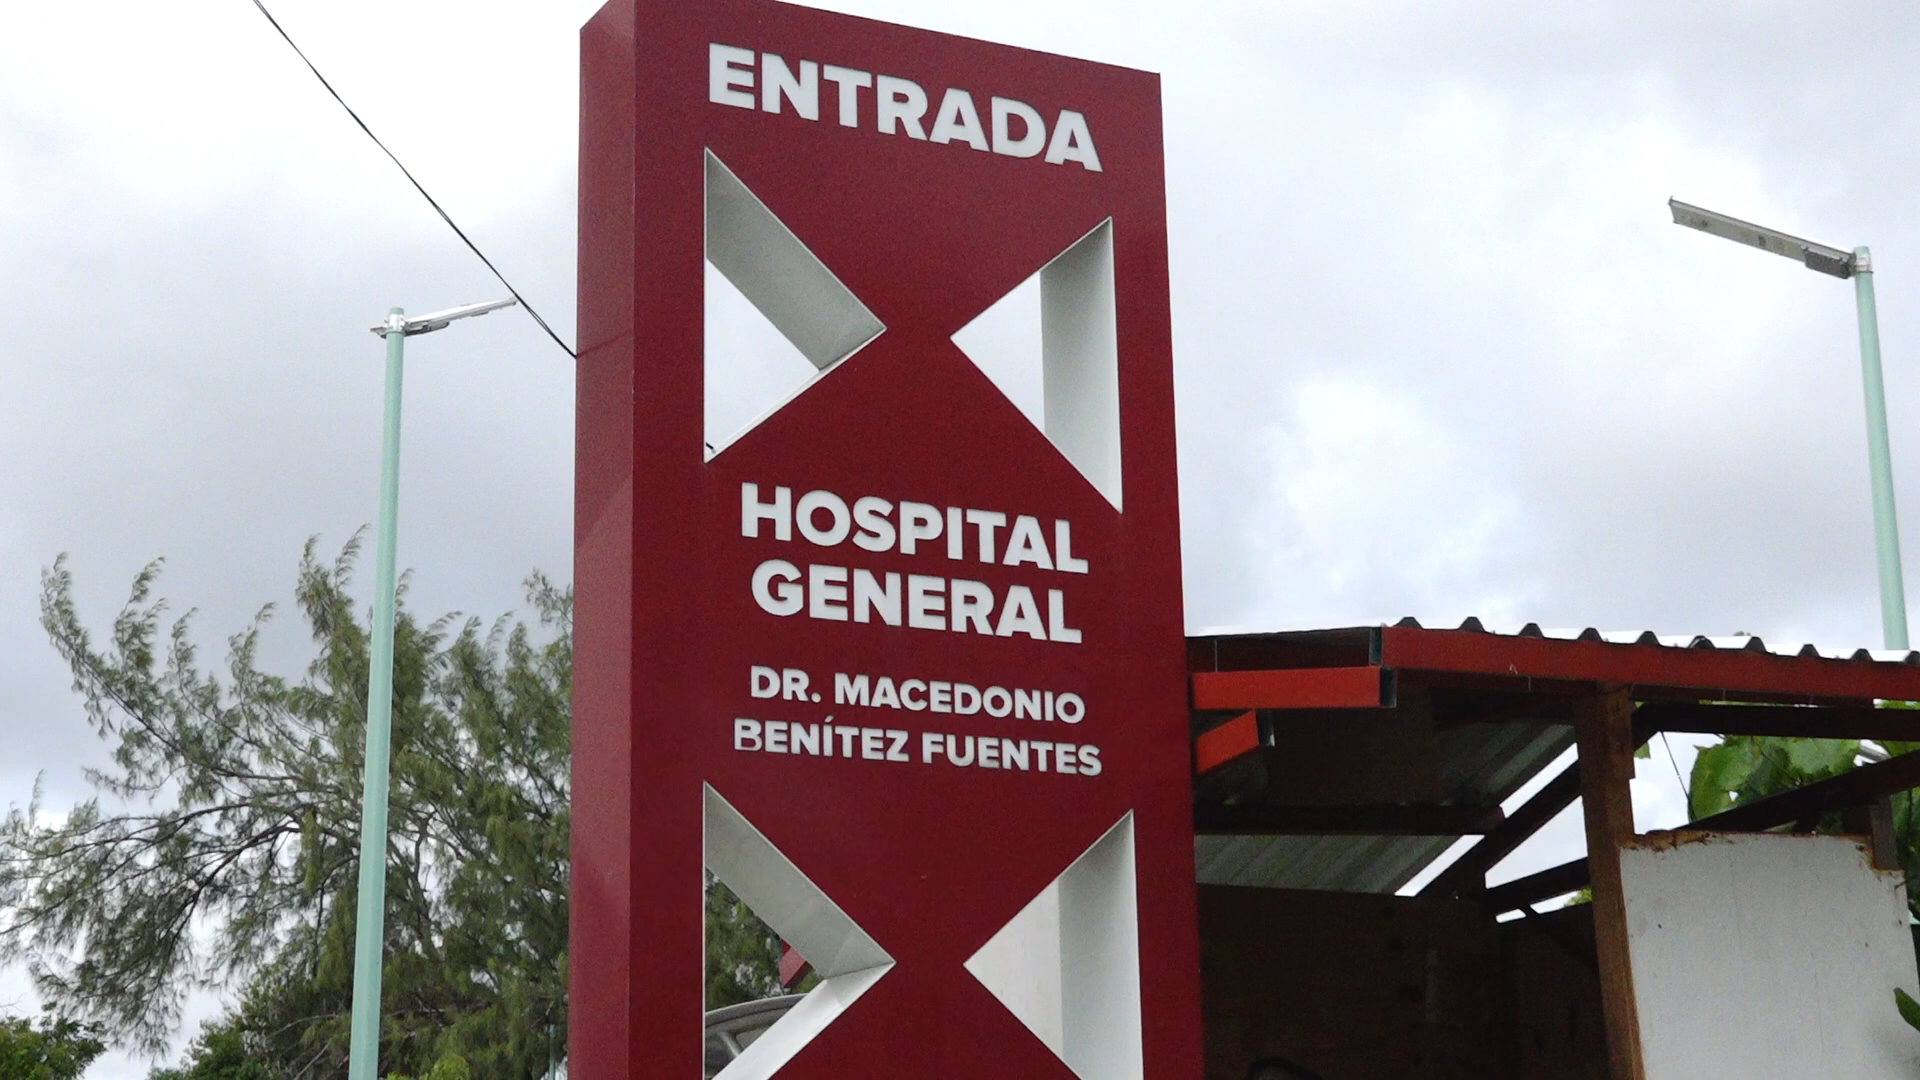 ENTRADA
HOSPITAL
GENERAL
DR. MACEDONIO
BENÍTEZ FUENTES